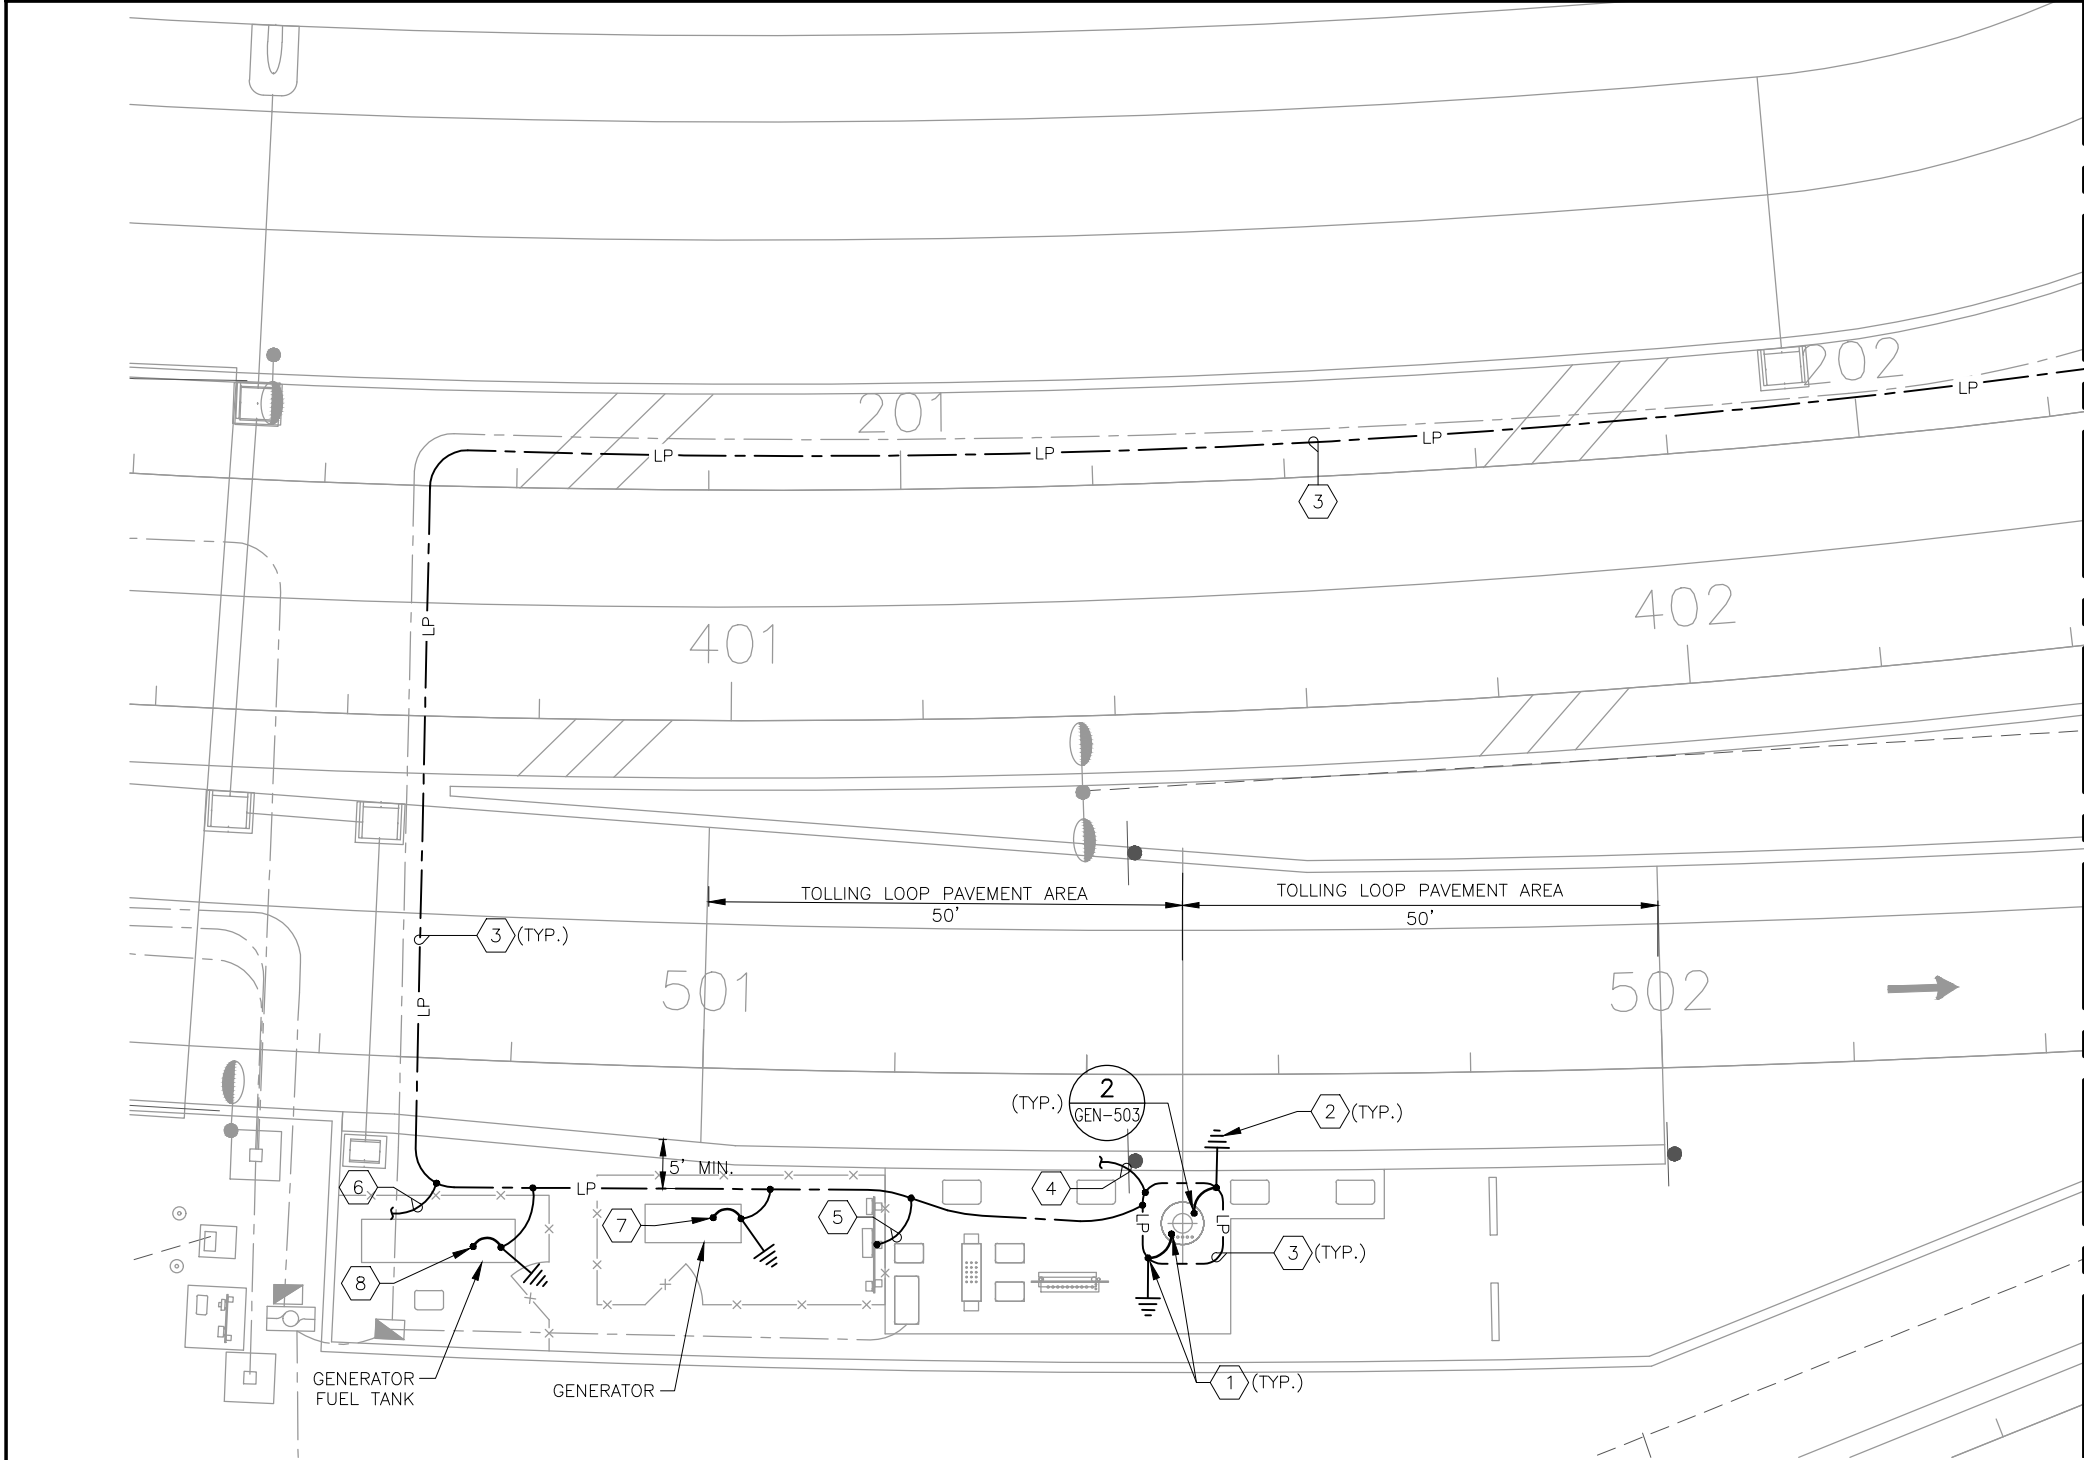 202
201
LP
LP
LP
LP
3
LP
402
401
TOLLING LOOP PAVEMENT AREA
50'
TOLLING LOOP PAVEMENT AREA
50'
3 (TYP.)
LP
501
502
2
GEN-503
(TYP.)
2 (TYP.)
5' MIN.
6
LP
4
7
5
LP
LP
3 (TYP.)
8
GENERATOR
FUEL TANK
GENERATOR
1 (TYP.)